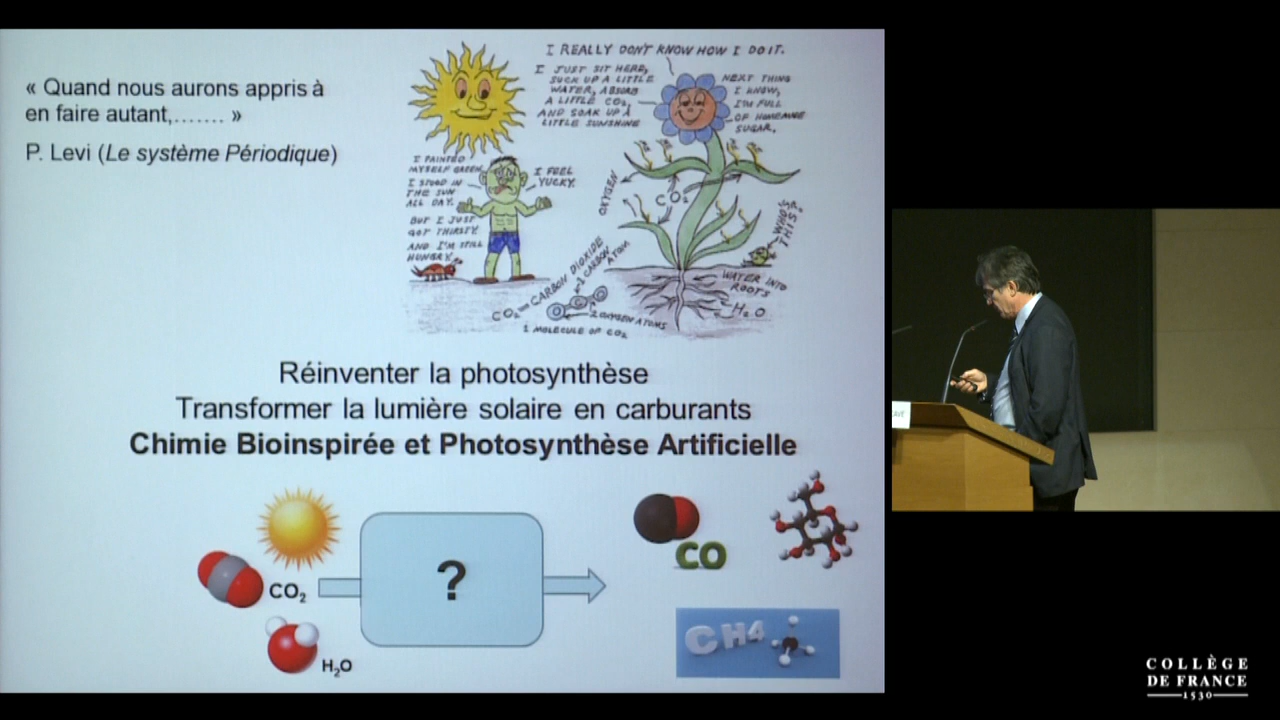 « Quand nous aurons appris à
en faire autant,....... »
P. Levi (Le système Périodique)
I REALLY DON'T KNOW HOW I DO IT.
I JUST SIT HERE,
SUCK UP A LITTLE
WATER, ABSORB
A LITTLE CO2,
AND SOAK UP A
LITTLE SUNSHINE
NEXT THING
I KNOW,
I'M FULL
OF HOMEMADE
SUGAR.
I PAINTED
MYSELF GREEN.
I STOOD IN
THE SUN
ALL DAY.
BUT I JUST
GOT THIRSTY
AND I'M STILL
HUNGRY.
I FEEL
YUCKY.
OXYGEN
CO2
WHO'S
THIS?
WATER INTO
ROOTS
H2O
CO2 = CARBON DIOXIDE
1 CARBON
ATOM
2 OXYGEN ATOMS
1 MOLECULE OF CO2
Réinventer la photosynthèse
Transformer la lumière solaire en carburants
Chimie Bioinspirée et Photosynthèse Artificielle
CO2
H2O
?
CO
CH4
COLLÈGE
DE FRANCE
1530